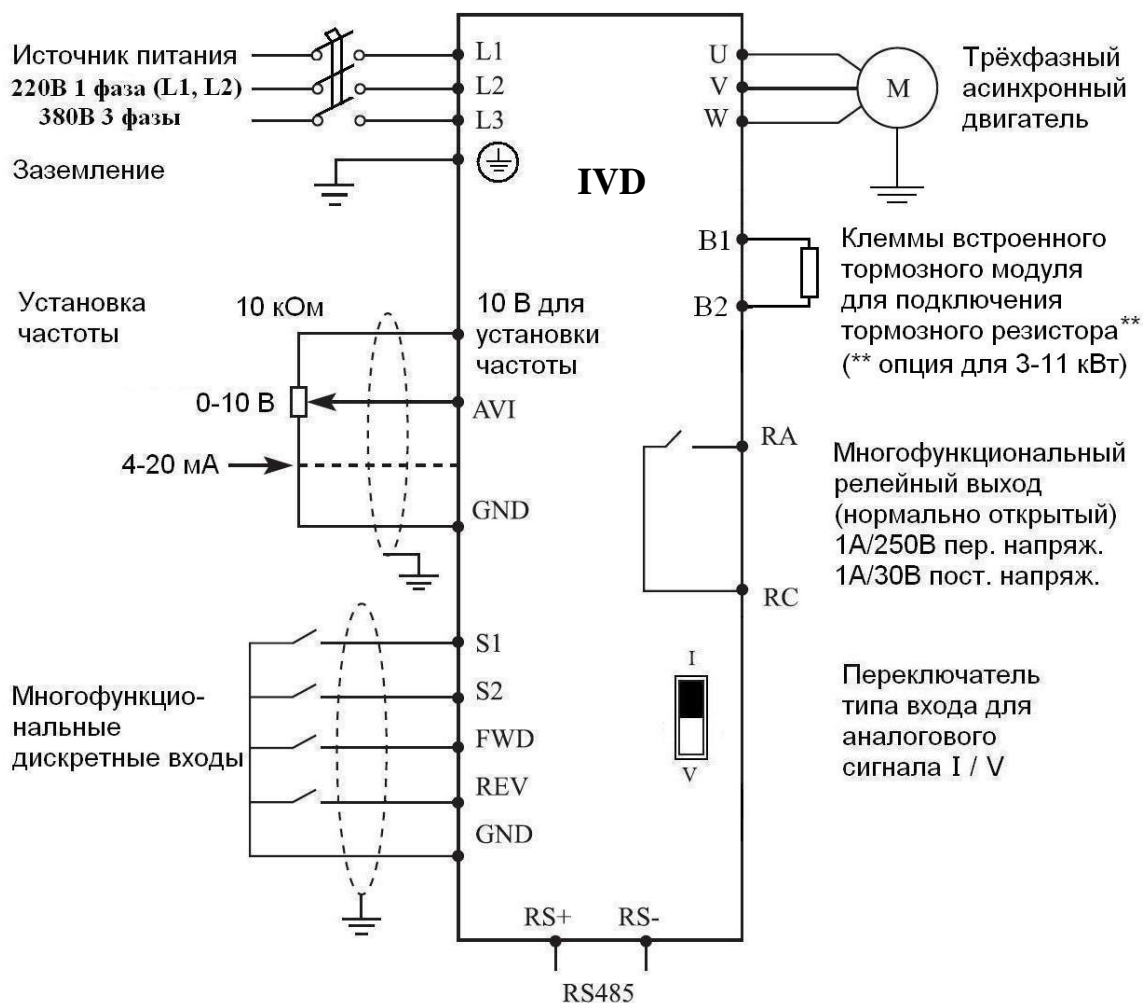 Источник питания
220В 1 фаза (L1, L2)
380В 3 фазы
Заземление
L1
L2
L3
IVD
U
V
W
M
Трёхфазный
асинхронный
двигатель
B1
B2
Клеммы встроенного
тормозного модуля
для подключения
тормозного резистора**
(** опция для 3-11 кВт)
Установка
частоты
10 кОм
10 В для
установки
частоты
0-10 В
AVI
4-20 мА
GND
RA
RC
Многофункциональный
релейный выход
(нормально открытый)
1А/250В пер. напряж.
1А/30В пост. напряж.
Многофункцио-
нальные
дискретные входы
S1
S2
FWD
REV
GND
I
V
Переключатель
типа входа для
аналогового
сигнала I / V
RS+
RS-
RS485